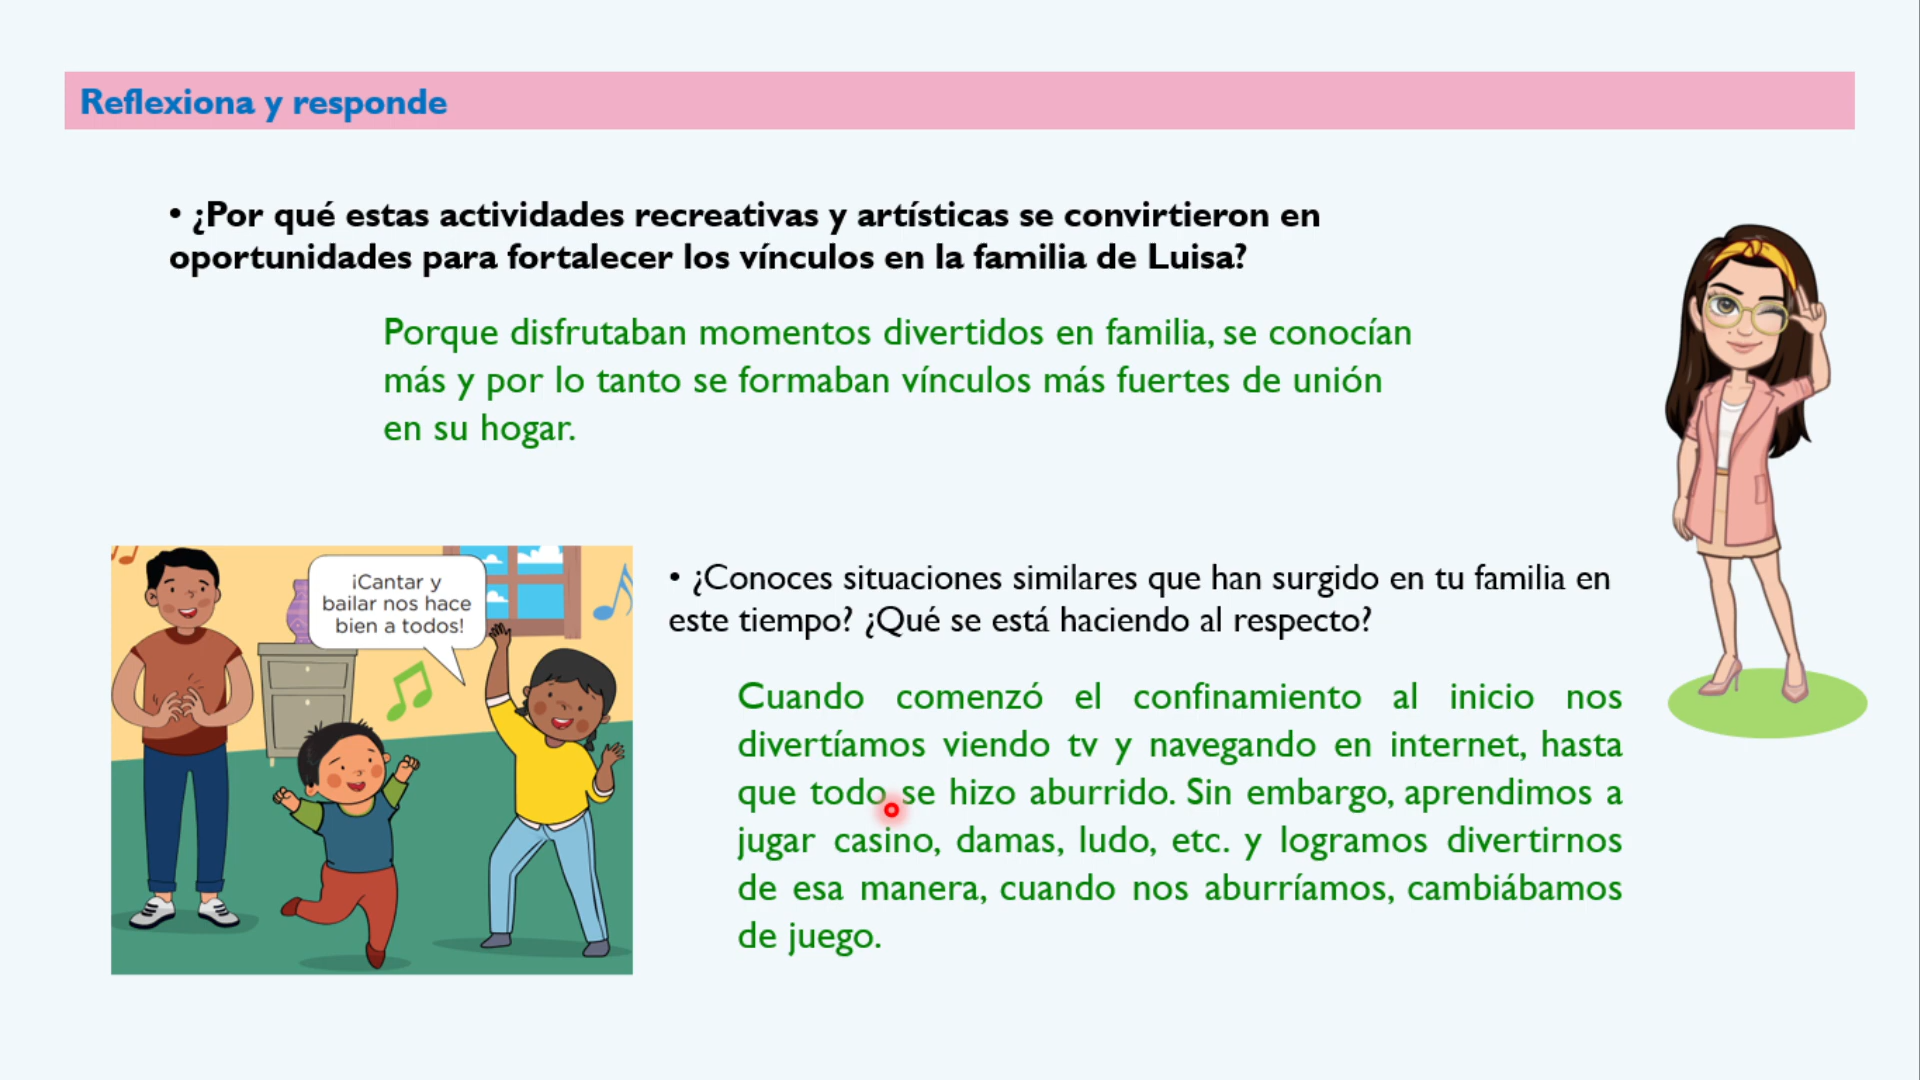 Reflexiona y responde
• ¿Por qué estas actividades recreativas y artísticas se convirtieron en
oportunidades para fortalecer los vínculos en la familia de Luisa?
Porque disfrutaban momentos divertidos en familia, se conocían
más y por lo tanto se formaban vínculos más fuertes de unión
en su hogar.
¡Cantar y
bailar nos hace
bien a todos!
• ¿Conoces situaciones similares que han surgido en tu familia en
este tiempo? ¿Qué se está haciendo al respecto?
Cuando comenzó el confinamiento al inicio nos
divertíamos viendo tv y navegando en internet, hasta
que todo se hizo aburrido. Sin embargo, aprendimos a
jugar casino, damas, ludo, etc. y logramos divertirnos
de esa manera, cuando nos aburríamos, cambiábamos
de juego.